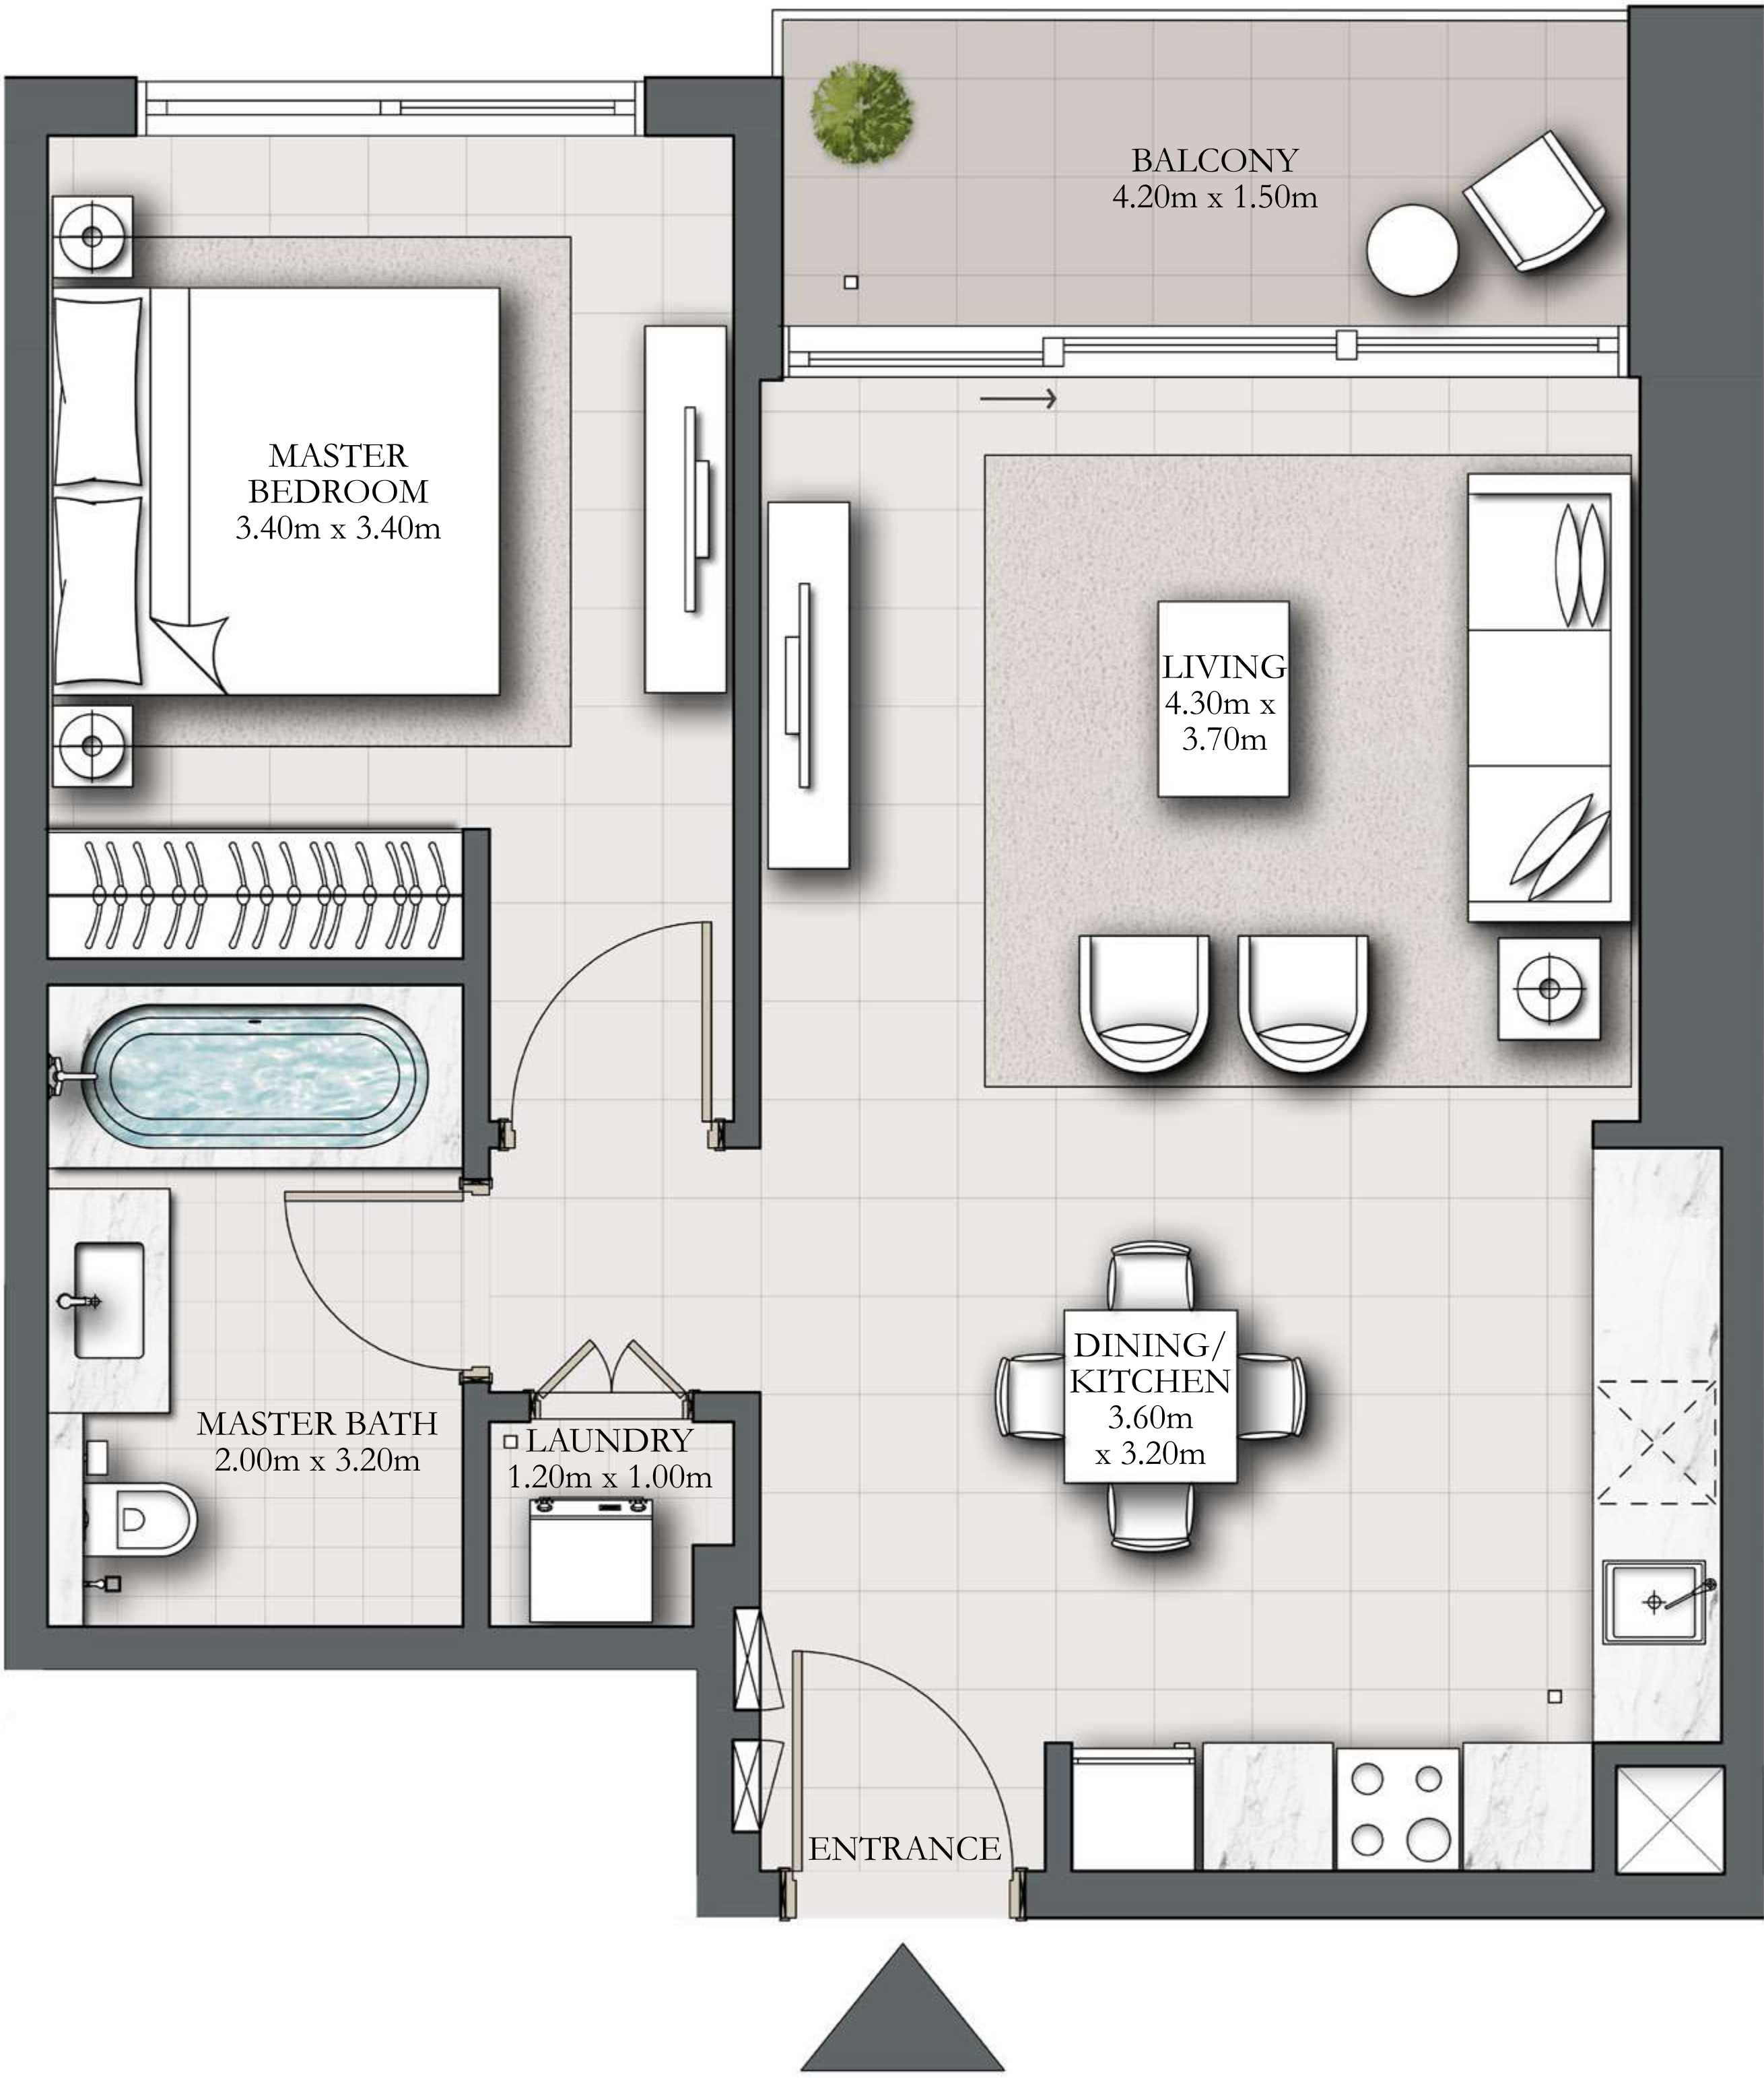 BALCONY
4.20m x 1.50m
MASTER
BEDROOM
3.40m x 3.40m
LIVING
4.30m x
3.70m
DINING/
KITCHEN
3.60m
x 3.20m
MASTER BATH
2.00m x 3.20m
LAUNDRY
1.20m x 1.00m
ENTRANCE